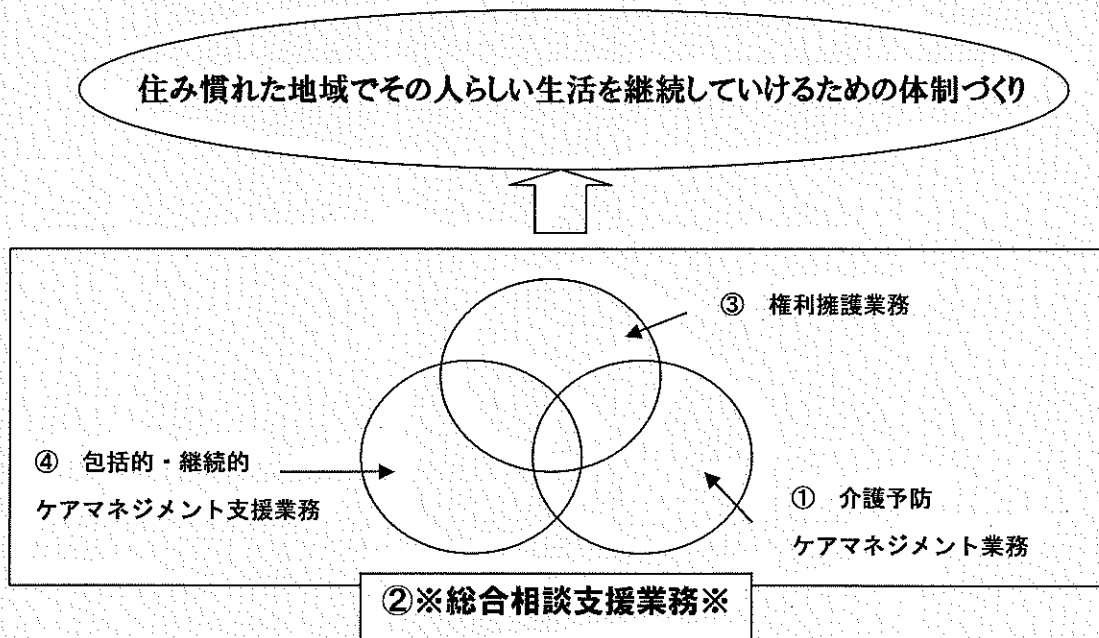 住み慣れた地域でその人らしい生活を継続していけるための体制づくり
③　権利擁護業務
④　包括的・継続的
ケアマネジメント支援業務
①　介護予防
ケアマネジメント業務
②※総合相談支援業務※